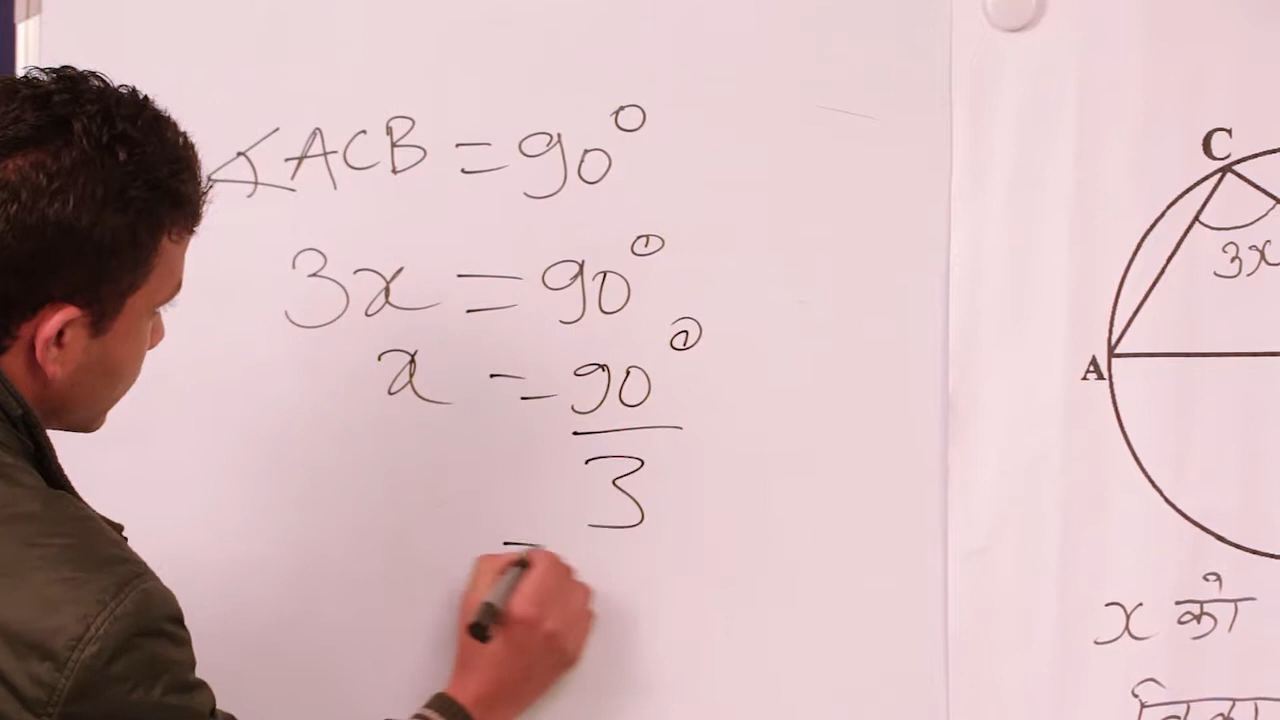 ∢ACB = 90°
3x = 90°
x = 90°
3
=
C
3x
A
x को